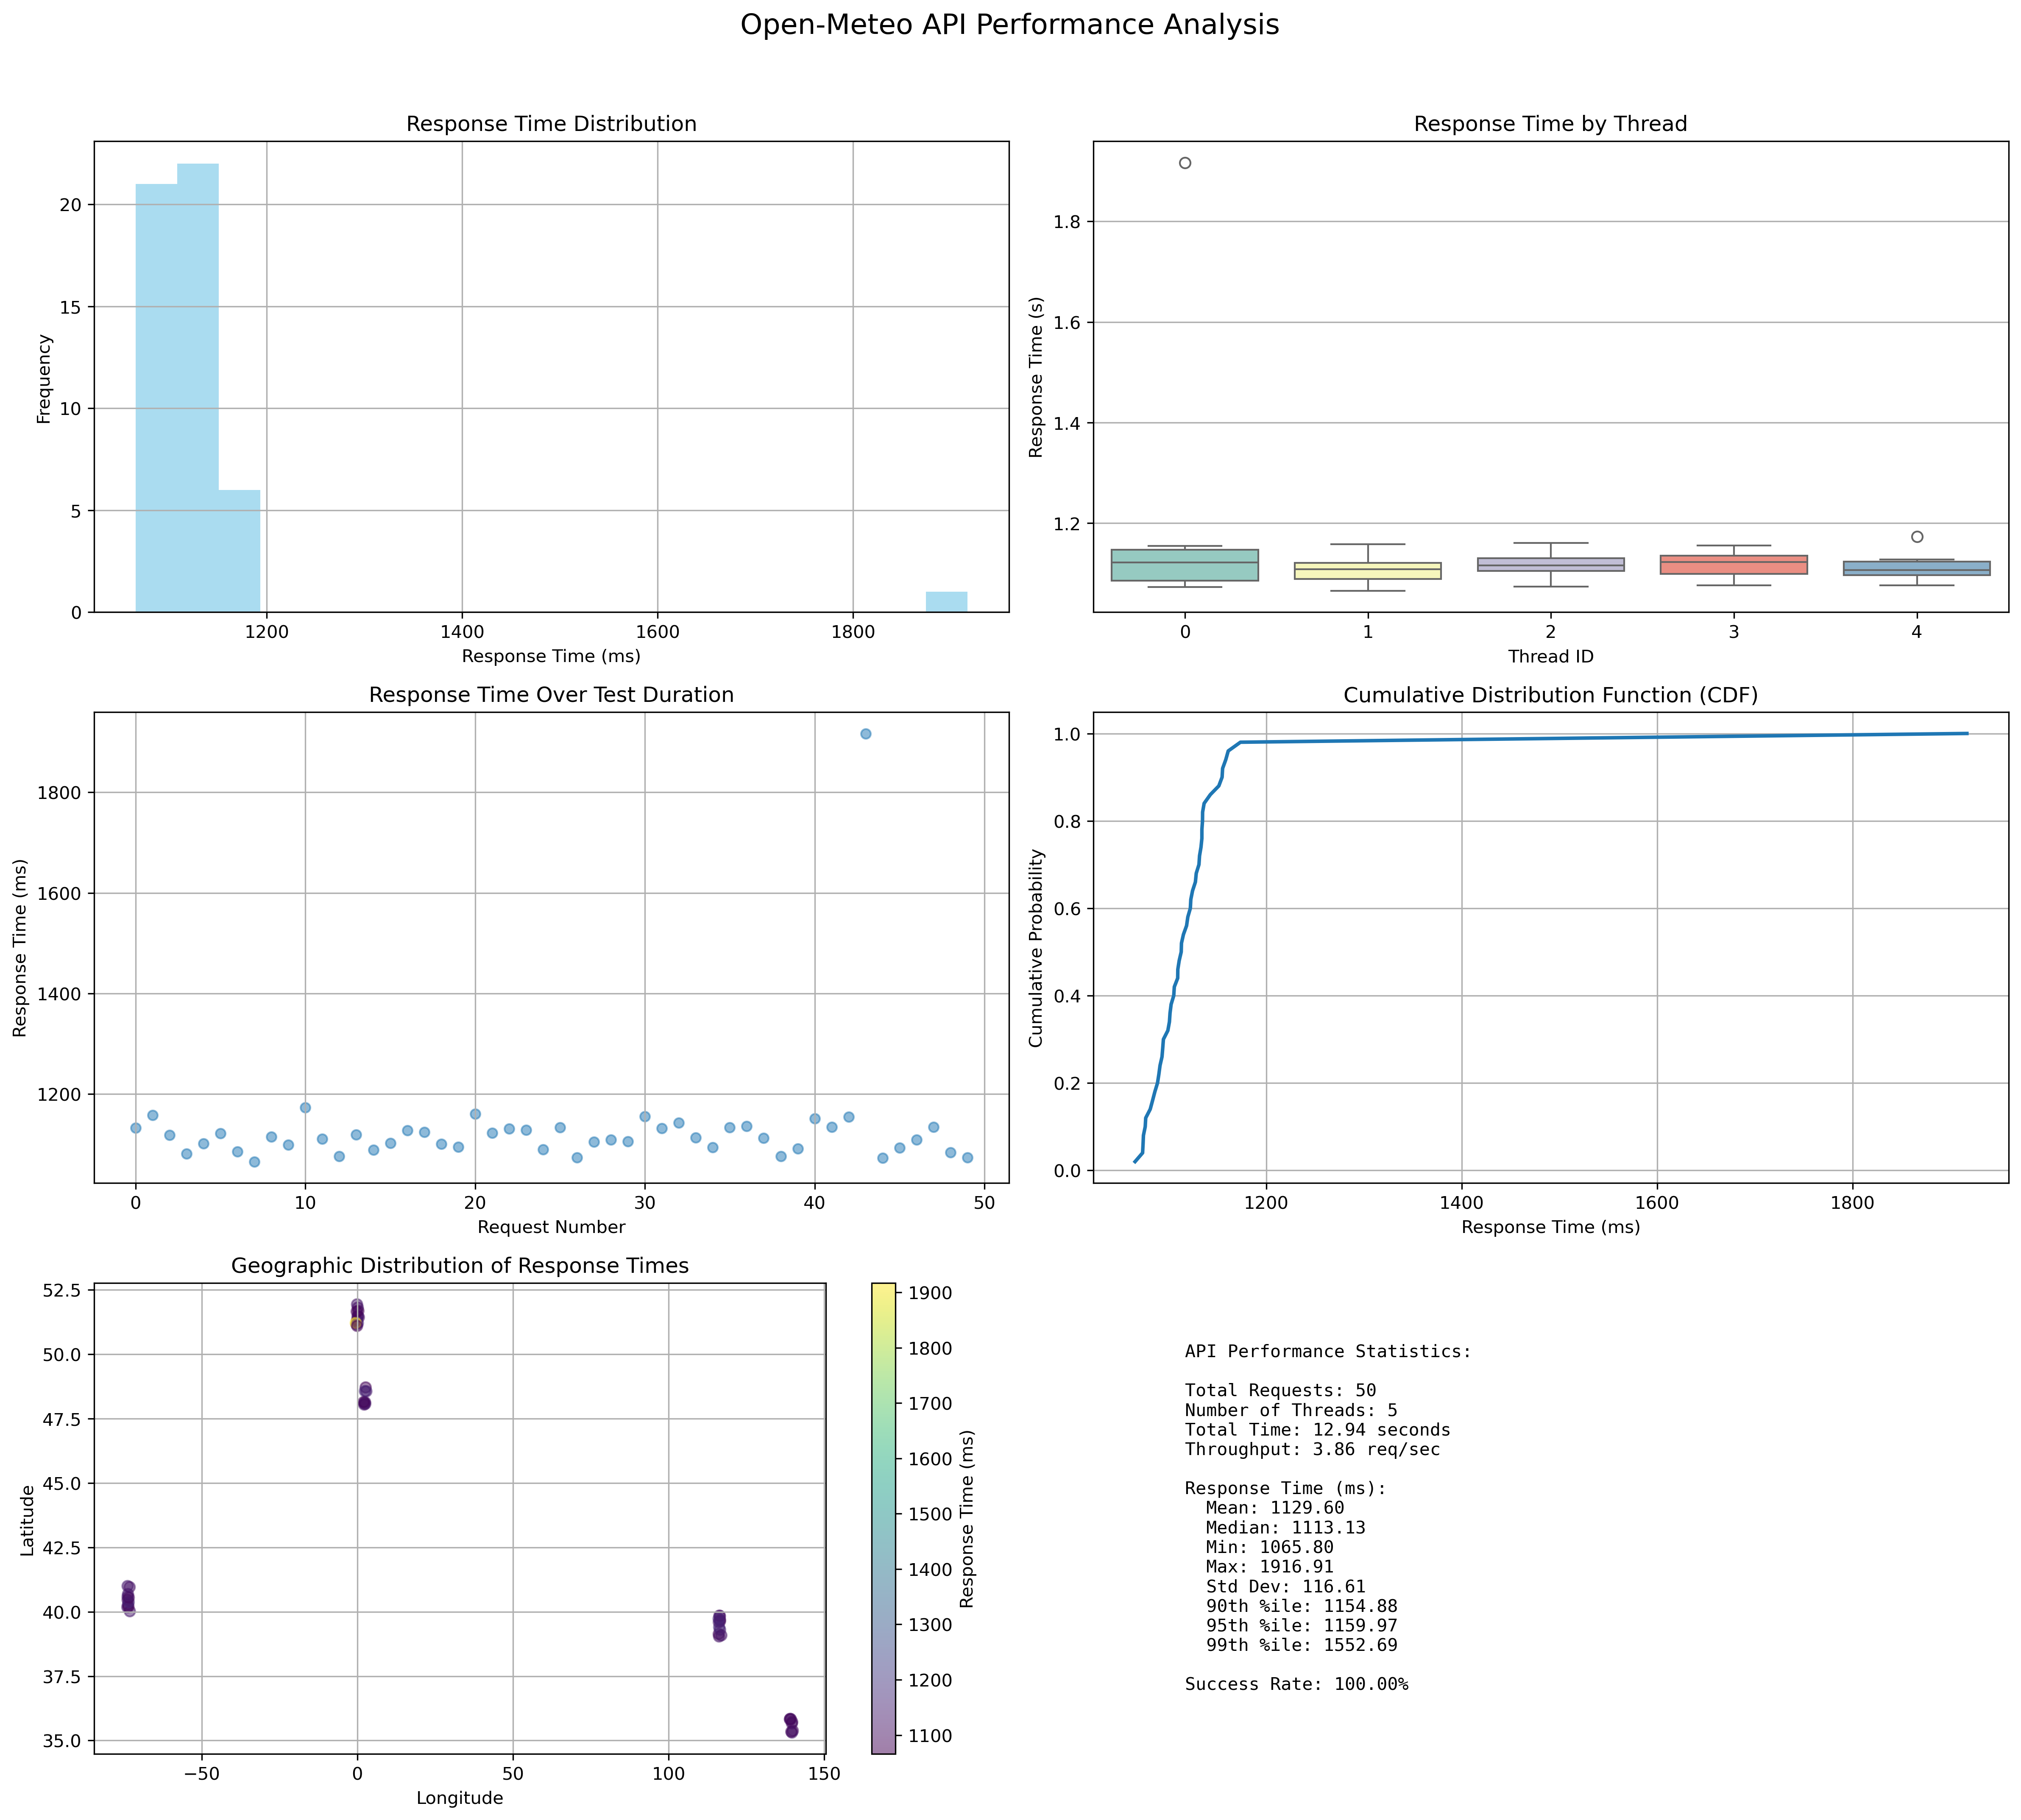 Open-Meteo API Performance Analysis
Response Time Distribution
Frequency
20
15
10
5
0
1200
1400
1600
1800
Response Time (ms)
Response Time by Thread
Response Time (s)
1.8
1.6
1.4
1.2
0
1
2
3
4
Thread ID
Response Time Over Test Duration
Response Time (ms)
1800
1600
1400
1200
0
10
20
30
40
50
Request Number
Cumulative Distribution Function (CDF)
Cumulative Probability
1.0
0.8
0.6
0.4
0.2
0.0
1200
1400
1600
1800
Response Time (ms)
Geographic Distribution of Response Times
Latitude
52.5
50.0
47.5
45.0
42.5
40.0
37.5
35.0
−50
0
50
100
150
Longitude
1900
1800
1700
1600
1500
1400
1300
1200
1100
Response Time (ms)
API Performance Statistics:
Total Requests: 50
Number of Threads: 5
Total Time: 12.94 seconds
Throughput: 3.86 req/sec
Response Time (ms):
Mean: 1129.60
Median: 1113.13
Min: 1065.80
Max: 1916.91
Std Dev: 116.61
90th %ile: 1154.88
95th %ile: 1159.97
99th %ile: 1552.69
Success Rate: 100.00%